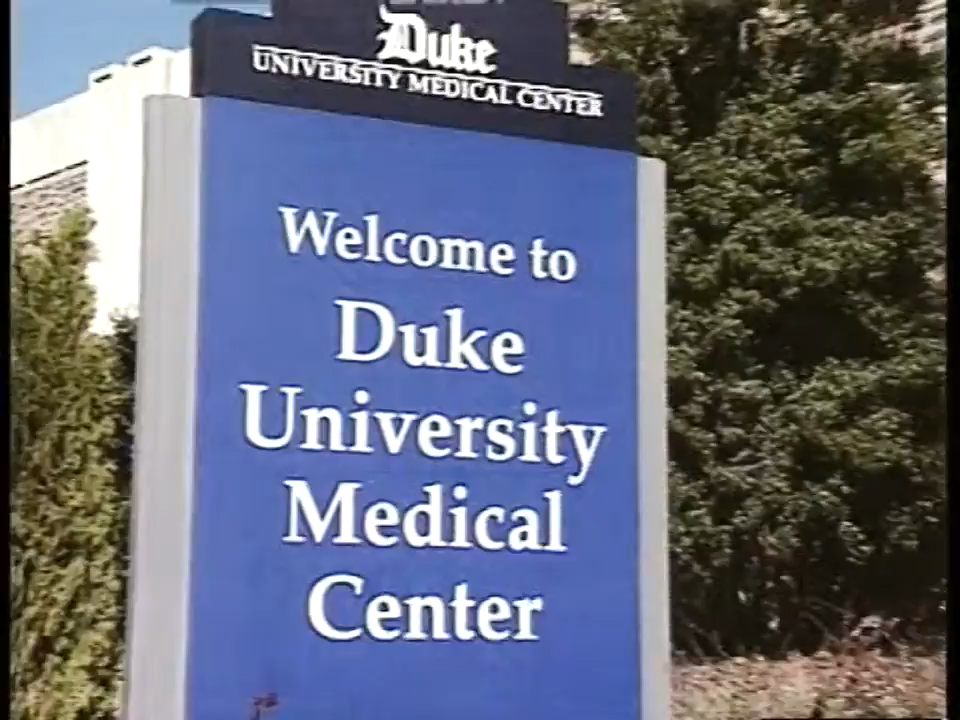 Duke
UNIVERSITY MEDICAL CENTER
Welcome to
Duke
University
Medical
Center